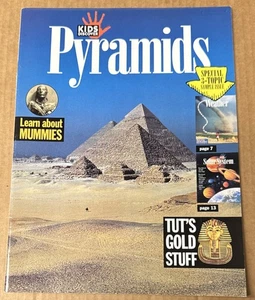 KIDS
DISCOVER
Pyramids
SPECIAL
3-TOPIC
SAMPLE ISSUE
Weather
Learn about
MUMMIES
page 7
Solar System
page 13
TUT'S
GOLD
STUFF